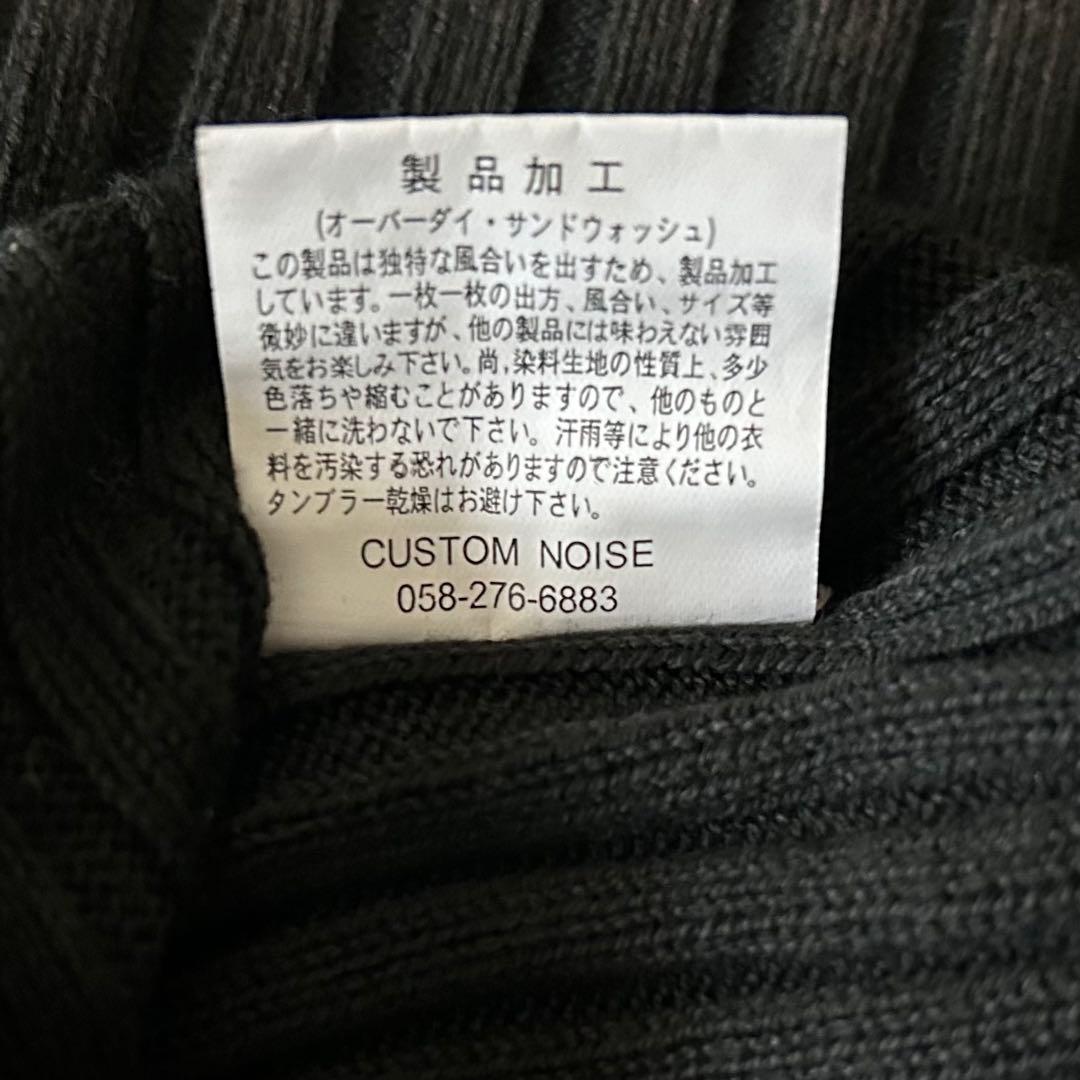 製品加工
(オーバーダイ・サンドウォッシュ)
この製品は独特な風合いを出すため、製品加工
しています。一枚一枚の出方、風合い、サイズ等
微妙に違いますが、他の製品には味わえない雰囲
気をお楽しみ下さい。尚,染料生地の性質上、多少
色落ちや縮むことがありますので、他のものと
一緒に洗わないで下さい。汗雨等により他の衣
料を汚染する恐れがありますので注意ください。
タンブラー乾燥はお避け下さい。
CUSTOM NOISE
058-276-6883